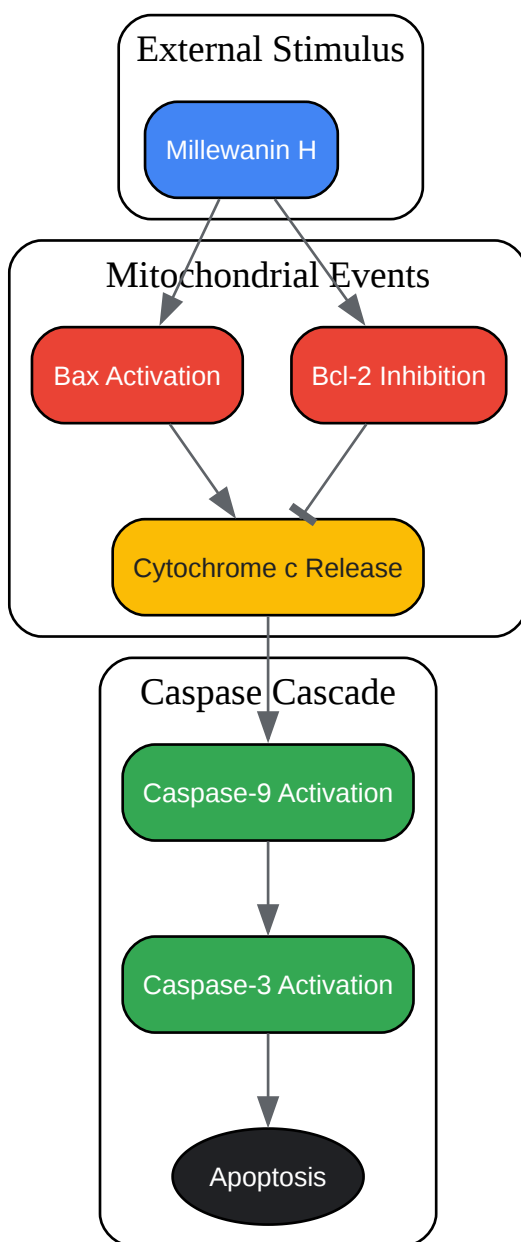 External Stimulus
Millewanin H
Mitochondrial Events
Bax Activation
Bcl-2 Inhibition
Cytochrome c Release
Caspase Cascade
Caspase-9 Activation
Caspase-3 Activation
Apoptosis